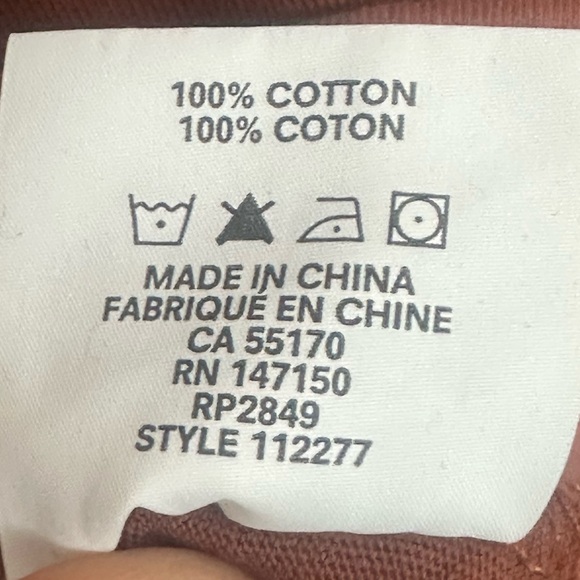 100% COTTON
100% COTON
MADE IN CHINA
FABRIQUÉ EN CHINE
CA 55170
RN 147150
RP2849
STYLE 112277